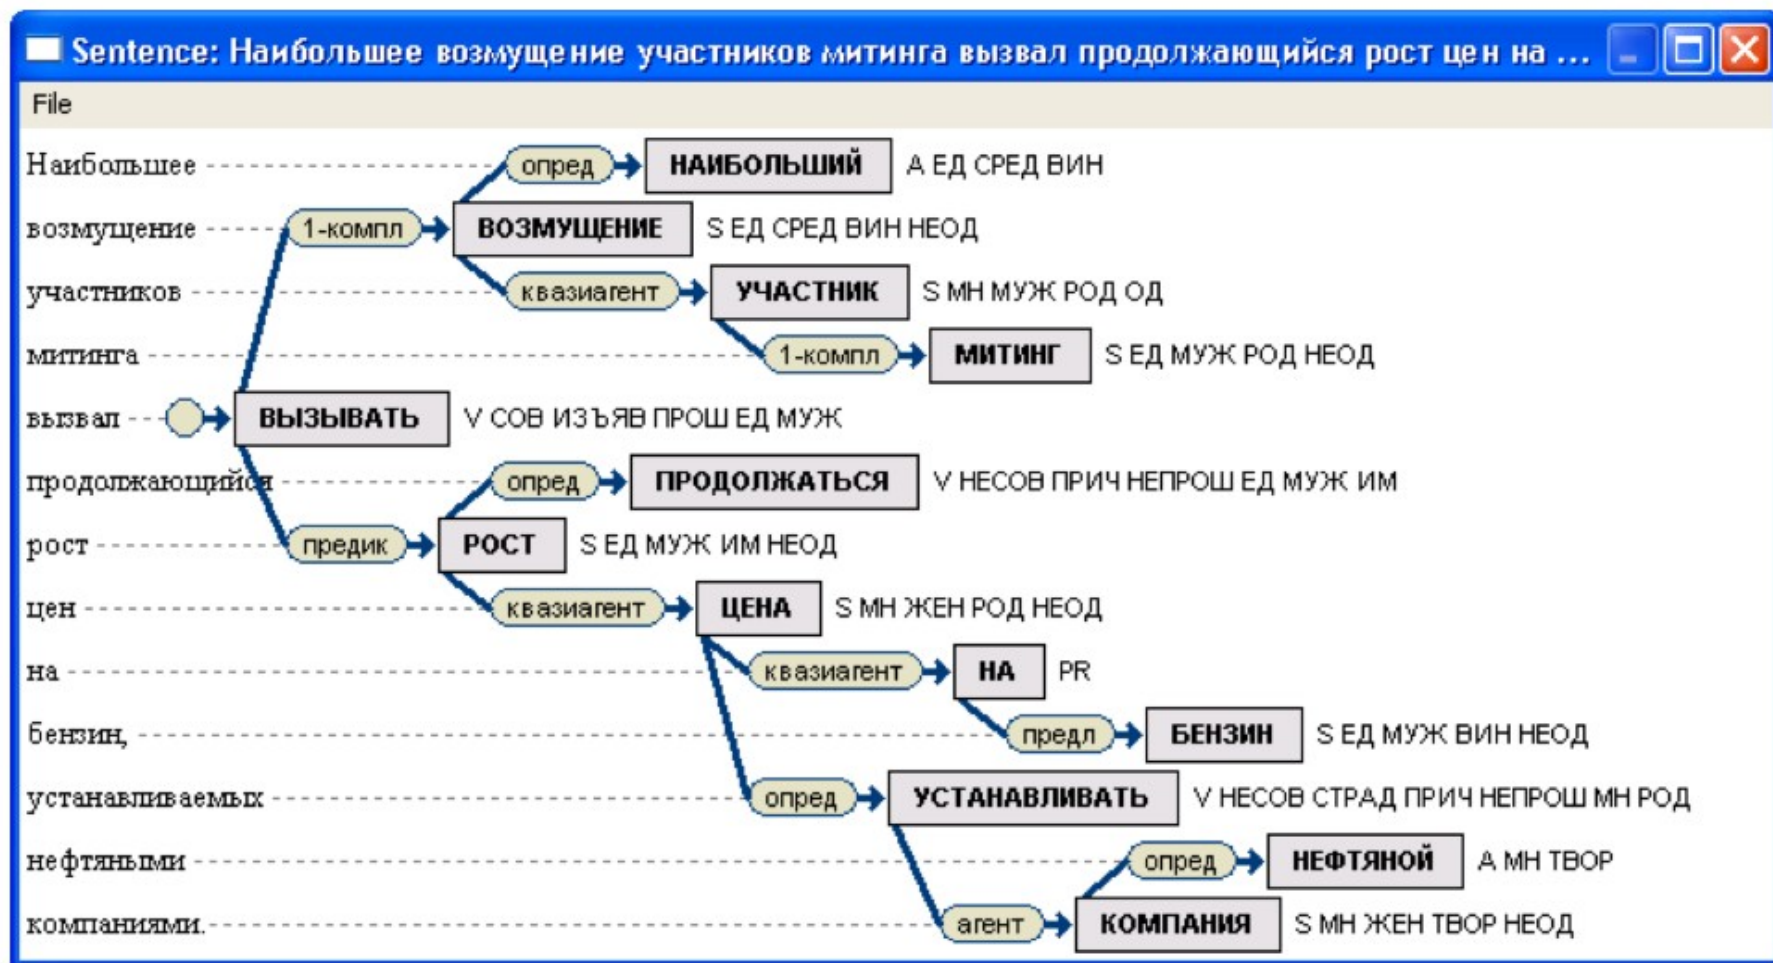 Sentence: Наибольшее возмущение участников митинга вызвал продолжающийся рост цен на ...
File
Наибольшее опред НАИБОЛЬШИЙ А ЕД СРЕД ВИН
возмущение 1-компл ВОЗМУЩЕНИЕ S ЕД СРЕД ВИН НЕОД
участников квазиагент УЧАСТНИК S МН МУЖ РОД ОД
митинга 1-компл МИТИНГ S ЕД МУЖ РОД НЕОД
вызвал ВЫЗЫВАТЬ V СОВ ИЗЪЯВ ПРОШ ЕД МУЖ
продолжающийся опред ПРОДОЛЖАТЬСЯ V НЕСОВ ПРИЧ НЕПРОШ ЕД МУЖ ИМ
рост предик РОСТ S ЕД МУЖ ИМ НЕОД
цен квазиагент ЦЕНА S МН ЖЕН РОД НЕОД
на квазиагент НА PR
бензин, предл БЕНЗИН S ЕД МУЖ ВИН НЕОД
устанавливаемых опред УСТАНАВЛИВАТЬ V НЕСОВ СТРАД ПРИЧ НЕПРОШ МН РОД
нефтяными опред НЕФТЯНОЙ А МН ТВОР
компаниями. агент КОМПАНИЯ S МН ЖЕН ТВОР НЕОД